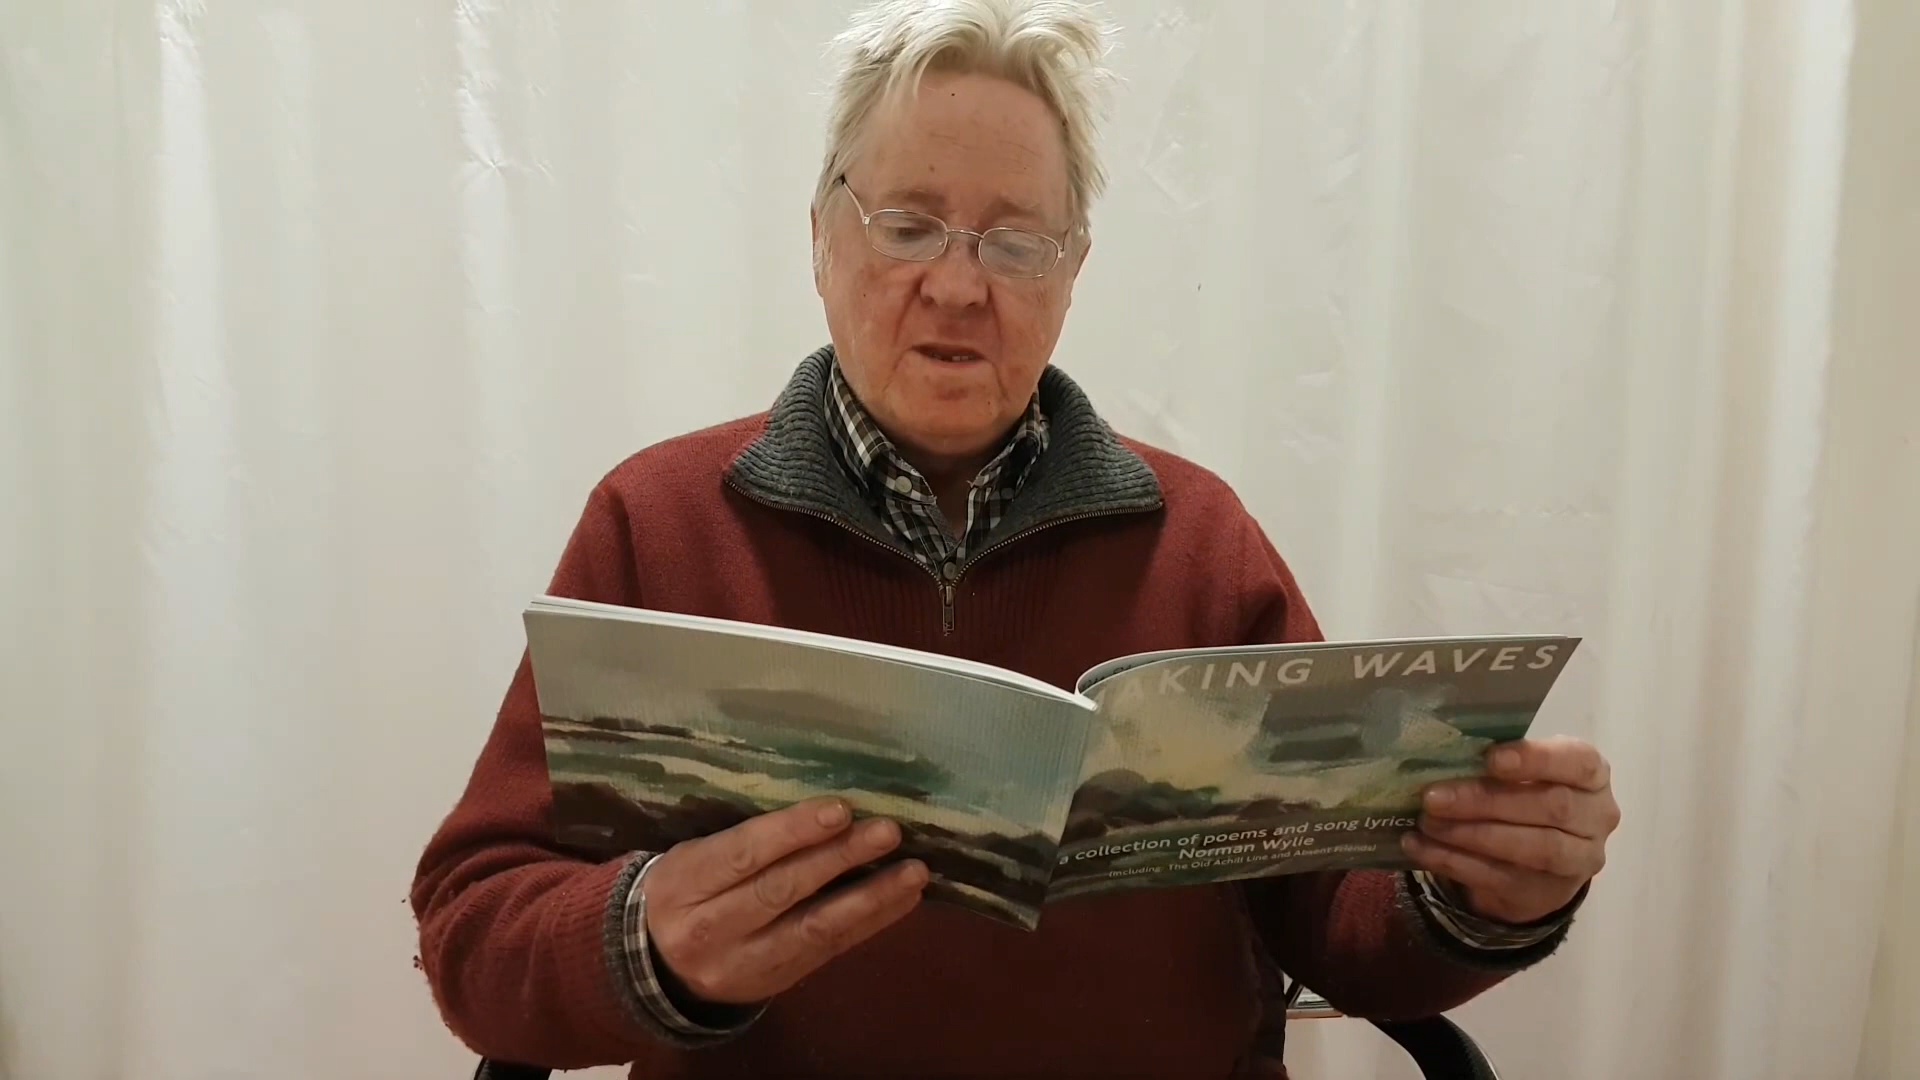 AKING WAVES
a collection of poems and song lyrics
Norman Wylie
(including The Old Achill Line and Absent Friends)